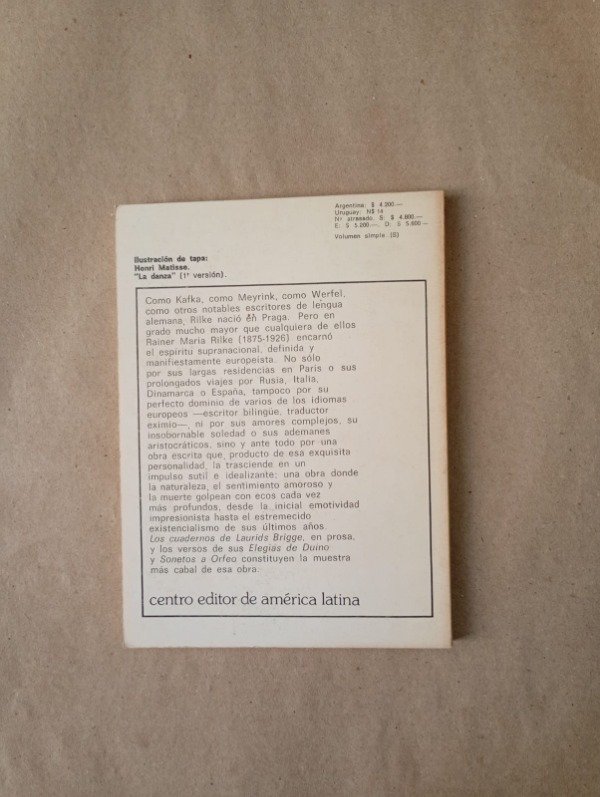 Argentina: $ 4.200.—
Uruguay: N$ 14
Nº atrasado. S: $ 4.800.—
E: $ 5.200.—. D: $ 5.600.—
Volumen simple (S)
Ilustración de tapa:
Henri Matisse.
"La danza" (1ª versión).
Como Kafka, como Meyrink, como Werfel,
como otros notables escritores de lengua
alemana, Rilke nació en Praga. Pero en
grado mucho mayor que cualquiera de ellos
Rainer Maria Rilke (1875-1926) encarnó
el espíritu supranacional, definida y
manifiestamente europeísta. No sólo
por sus largas residencias en París o sus
prolongados viajes por Rusia, Italia,
Dinamarca o España, tampoco por su
perfecto dominio de varios de los idiomas
europeos —escritor bilingüe, traductor
eximio—, ni por sus amores complejos, su
insobornable soledad o sus ademanes
aristocráticos, sino y ante todo por una
obra escrita que, producto de esa exquisita
personalidad, la trasciende en un
impulso sutil e idealizante: una obra donde
la naturaleza, el sentimiento amoroso y
la muerte golpean con ecos cada vez
más profundos, desde la inicial emotividad
impresionista hasta el estremecido
existencialismo de sus últimos años.
Los cuadernos de Laurids Brigge, en prosa,
y los versos de sus Elegías de Duino
y Sonetos a Orfeo constituyen la muestra
más cabal de esa obra.
centro editor de américa latina